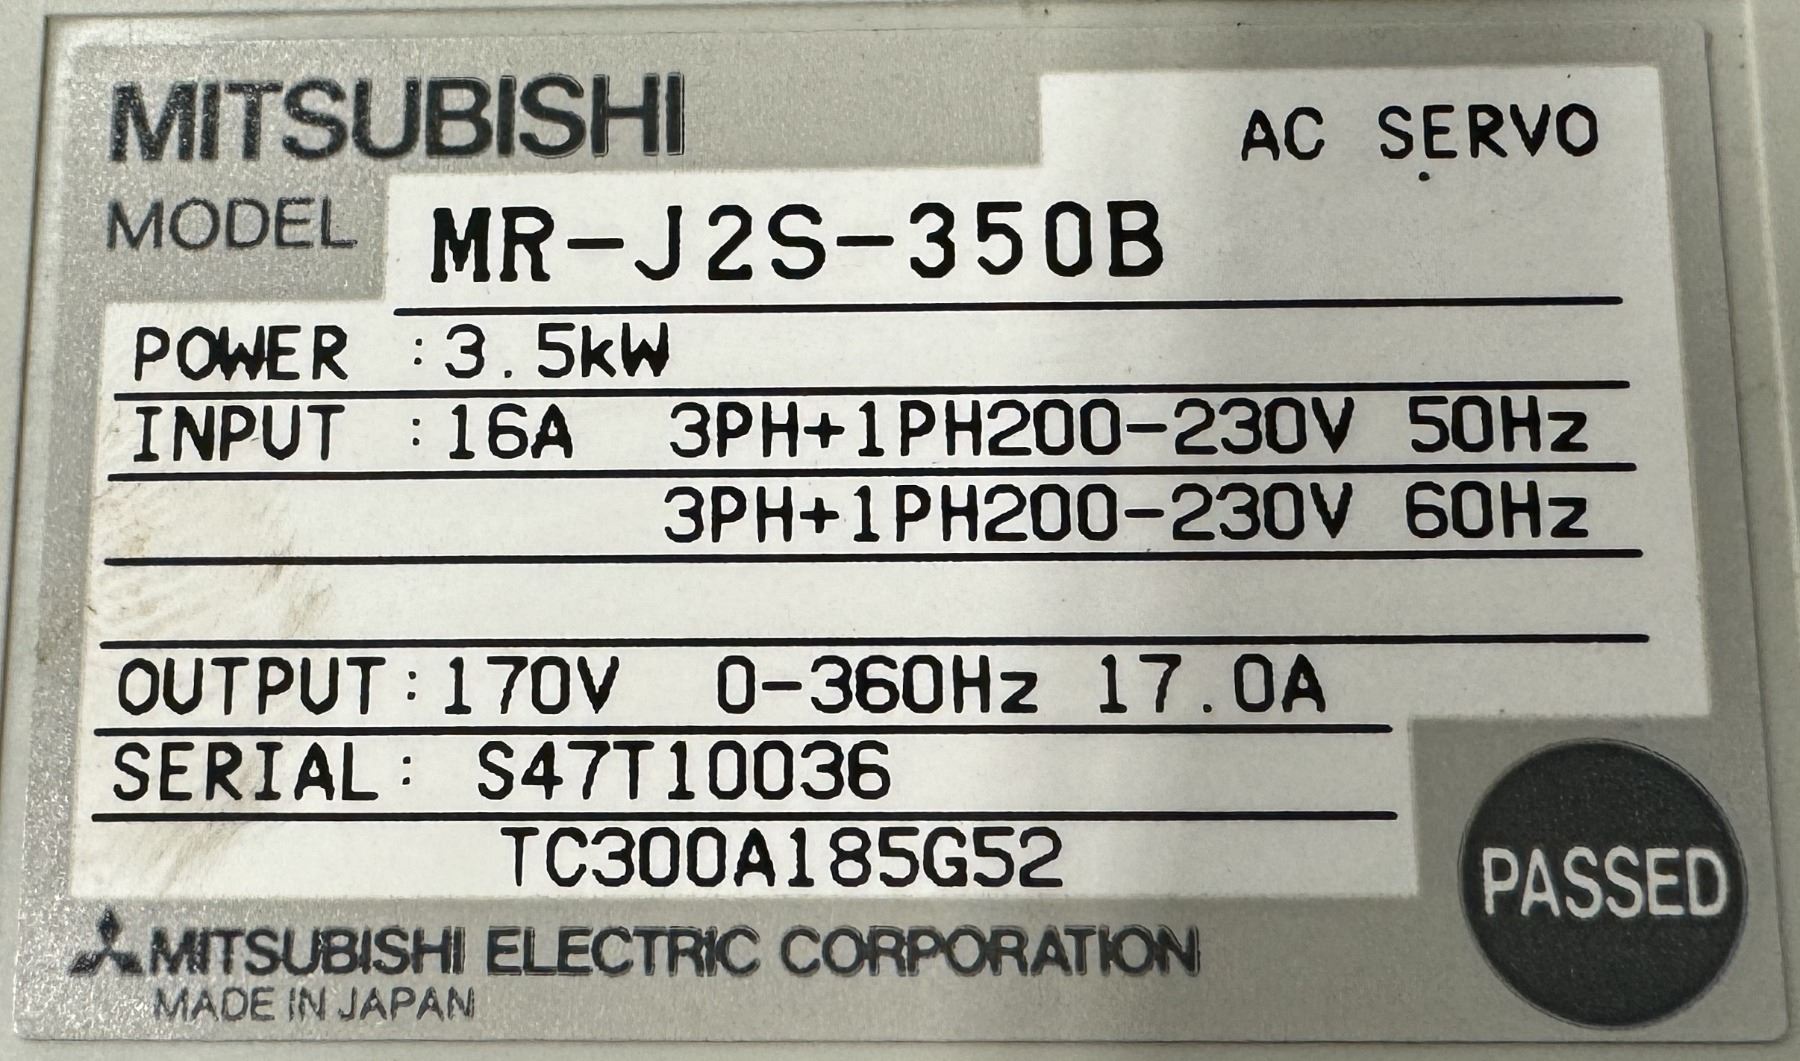 MITSUBISHI
AC SERVO
MODEL MR-J2S-350B
POWER :3.5kW
INPUT :16A 3PH+1PH200-230V 50Hz
3PH+1PH200-230V 60Hz
OUTPUT:170V 0-360Hz 17.0A
SERIAL: S47T10036
TC300A185G52
PASSED
MITSUBISHI ELECTRIC CORPORATION
MADE IN JAPAN